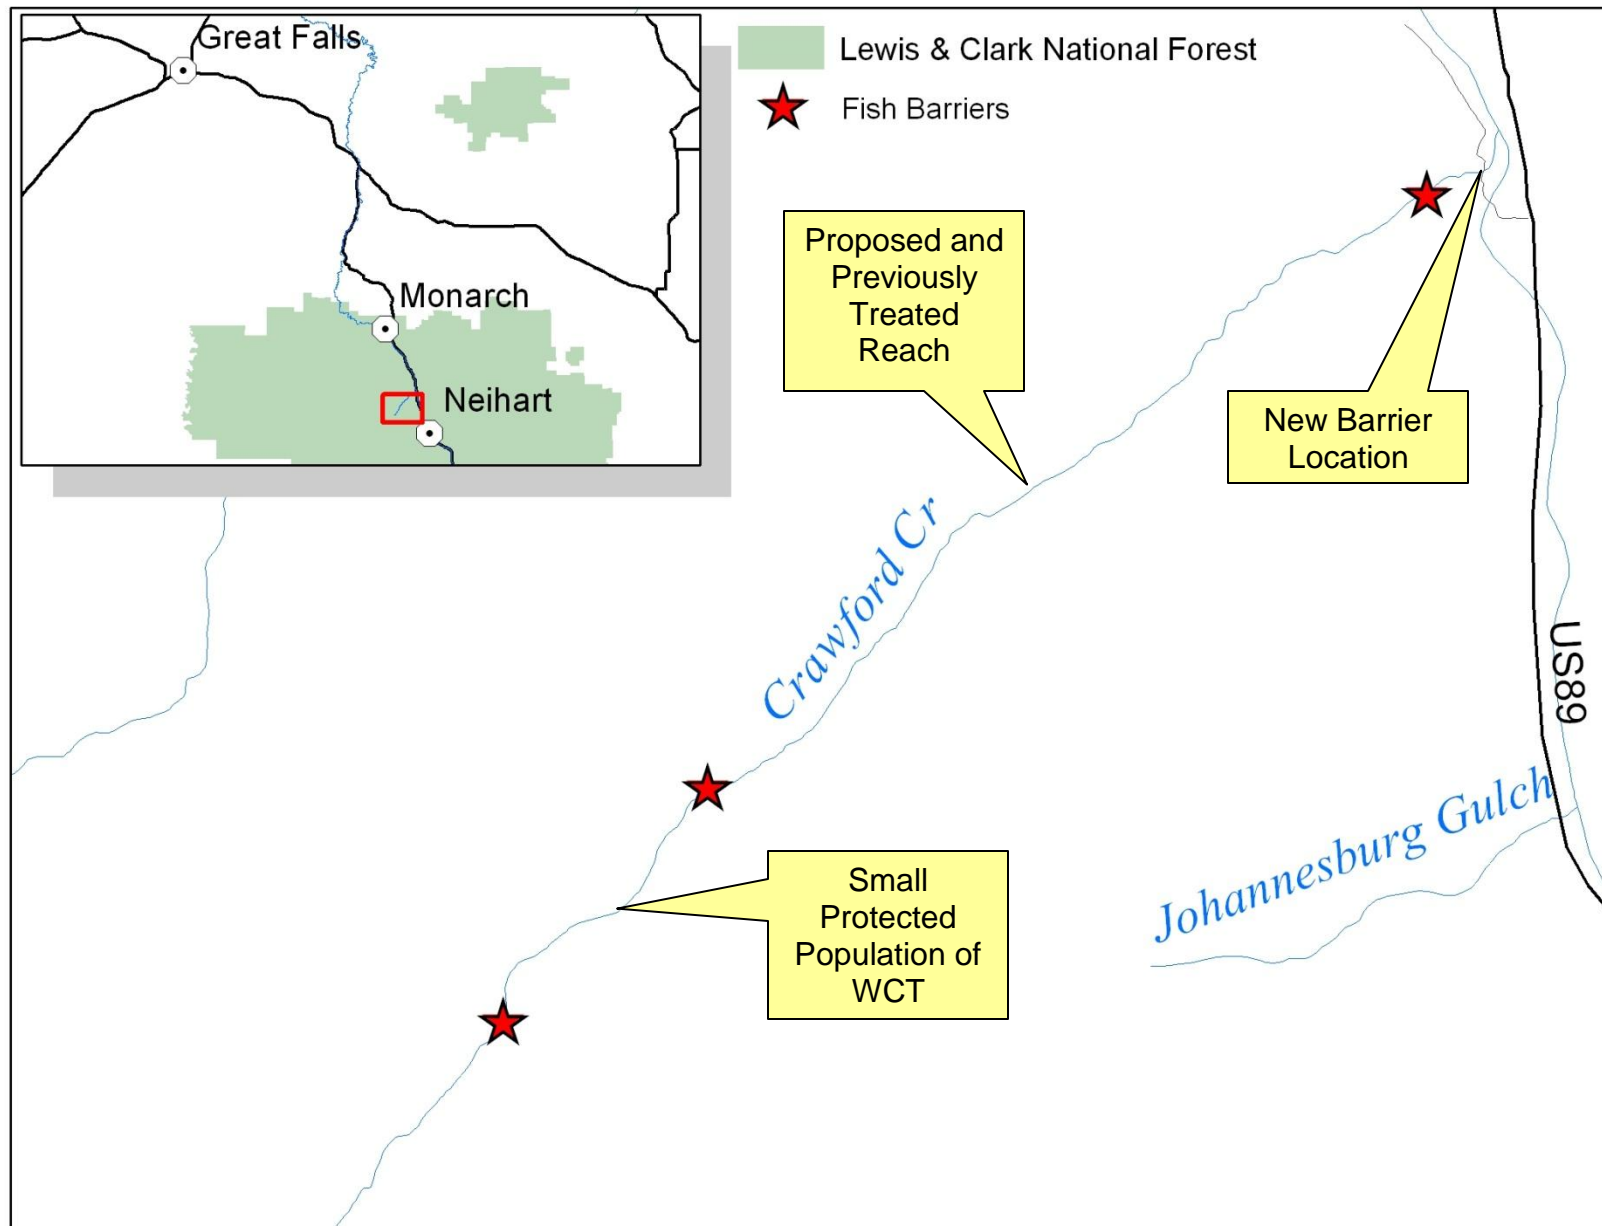 Great Falls
Monarch
Neihart
Lewis & Clark National Forest
Fish Barriers
Proposed and
Previously
Treated
Reach
New Barrier
Location
Crawford Cr
US89
Johannesburg Gulch
Small
Protected
Population of
WCT